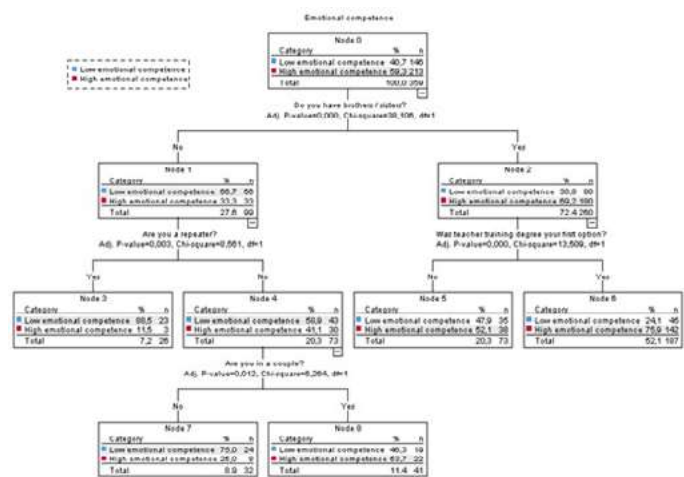 Emotional competence
Low emotional competence
High emotional competence
Node 0
Category % n
Low emotional competence 40,7 146
High emotional competence 59,3 213
Total 100,0 359
Do you have brothers / sisters?
Adj. P-value=0,000, Chi-square=38,106, df=1
No
Yes
Node 1
Category % n
Low emotional competence 66,7 66
High emotional competence 33,3 33
Total 27,6 99
Node 2
Category % n
Low emotional competence 30,8 80
High emotional competence 69,2 180
Total 72,4 260
Are you a repeater?
Adj. P-value=0,003, Chi-square=8,561, df=1
Was teacher training degree your first option?
Adj. P-value=0,000, Chi-square=13,509, df=1
Yes
No
No
Yes
Node 3
Category % n
Low emotional competence 88,5 23
High emotional competence 11,5 3
Total 7,2 26
Node 4
Category % n
Low emotional competence 58,9 43
High emotional competence 41,1 30
Total 20,3 73
Node 5
Category % n
Low emotional competence 47,9 35
High emotional competence 52,1 38
Total 20,3 73
Node 6
Category % n
Low emotional competence 24,1 45
High emotional competence 75,9 142
Total 52,1 187
Are you in a couple?
Adj. P-value=0,012, Chi-square=6,264, df=1
No
Yes
Node 7
Category % n
Low emotional competence 75,0 24
High emotional competence 25,0 8
Total 8,9 32
Node 8
Category % n
Low emotional competence 46,3 19
High emotional competence 53,7 22
Total 11,4 41